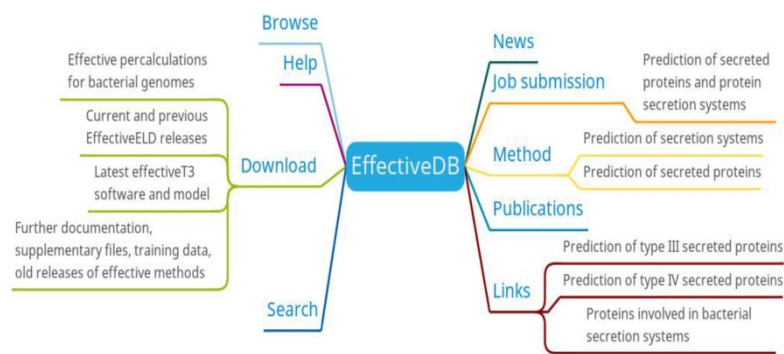 Browse
Help
Effective percalculations
for bacterial genomes
Current and previous
EffectiveELD releases
Latest effectiveT3
software and model
Further documentation,
supplementary files, training data,
old releases of effective methods
Download
Search
EffectiveDB
News
Job submission
Prediction of secreted
proteins and protein
secretion systems
Method
Prediction of secretion systems
Prediction of secreted proteins
Publications
Links
Prediction of type III secreted proteins
Prediction of type IV secreted proteins
Proteins involved in bacterial
secretion systems